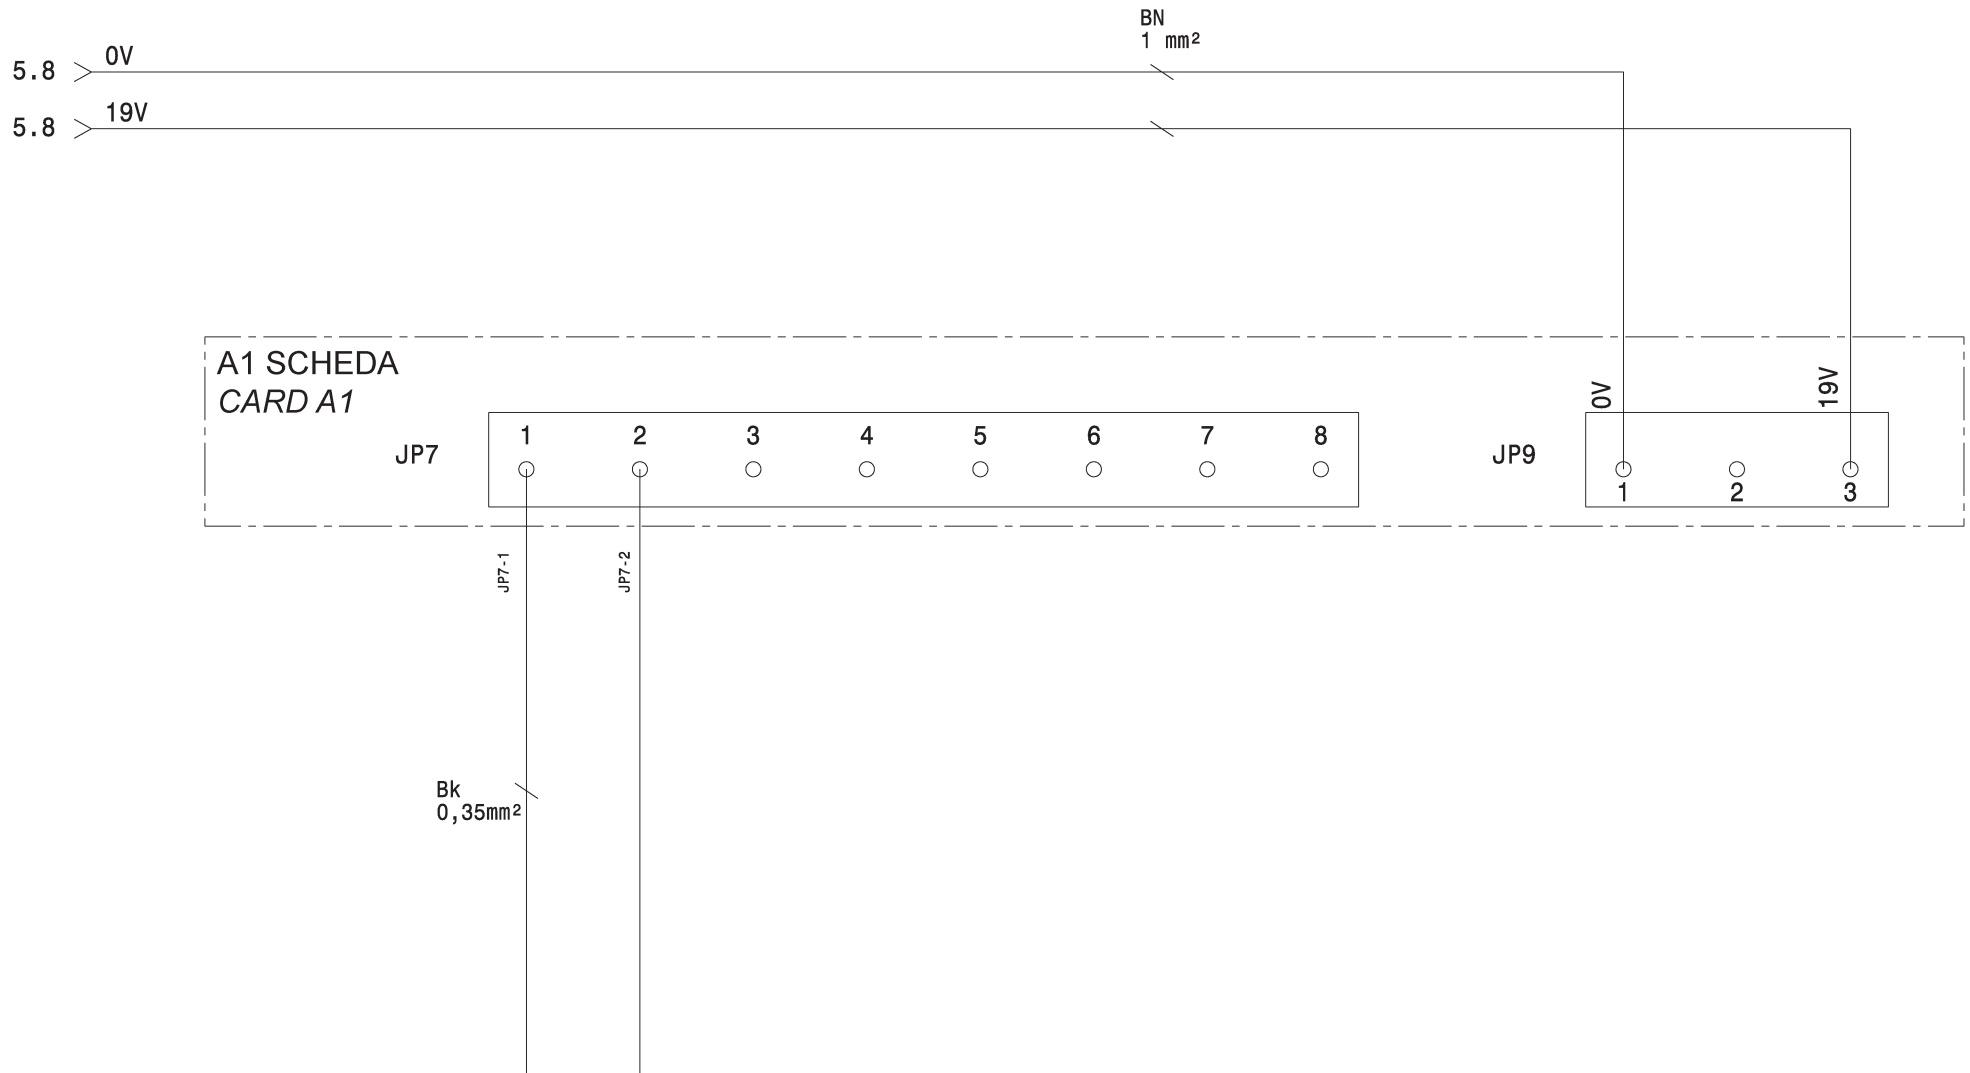 BN
1 mm²
5.8 0V
5.8 19V
A1 SCHEDA
CARD A1
0V
19V
JP7
1 2 3 4 5 6 7 8
JP9
1 2 3
JP7-1
JP7-2
Bk
0,35mm²